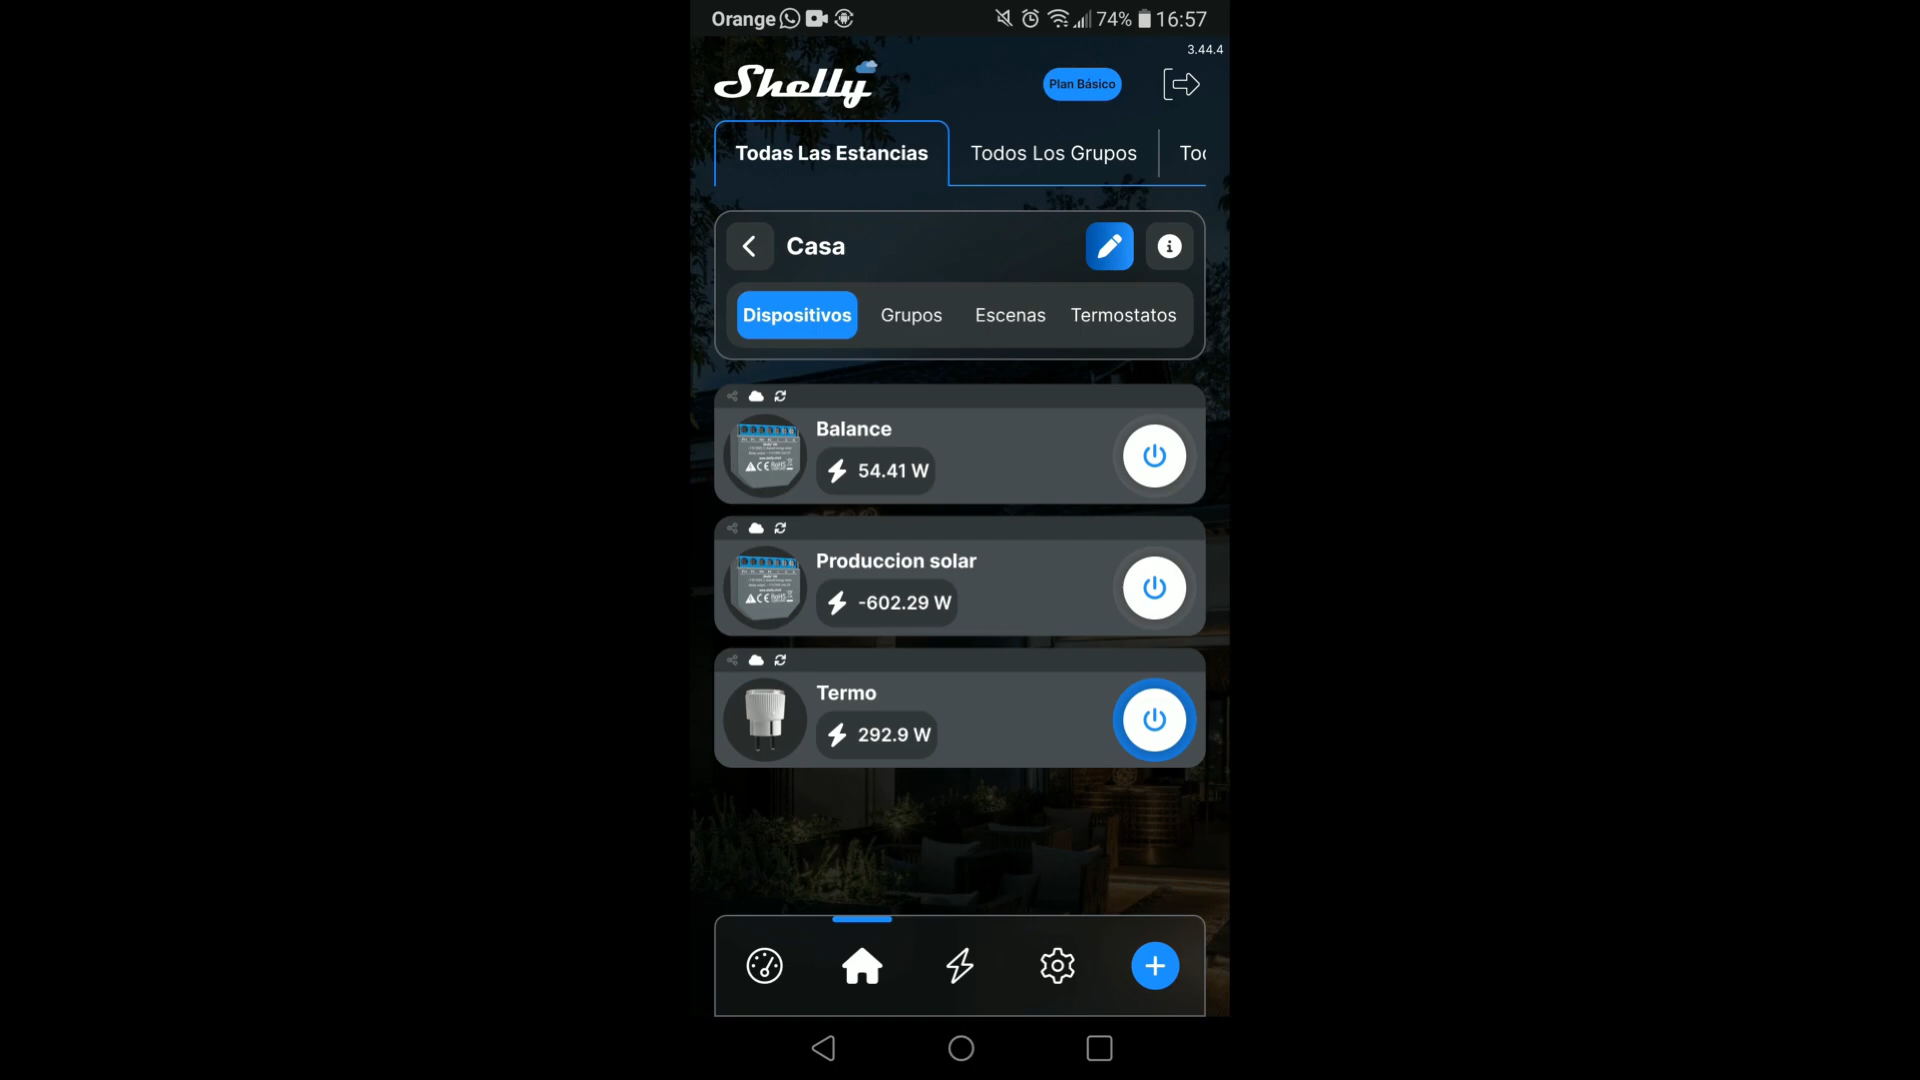 Orange 74% 16:57
3.44.4
Shelly Plan Básico
Todas Las Estancias Todos Los Grupos Toc
Casa
Dispositivos Grupos Escenas Termostatos
Balance
54.41 W
Produccion solar
-602.29 W
Termo
292.9 W